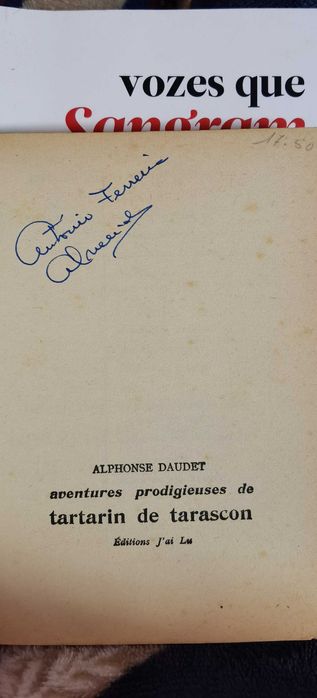 vozes que
Sangram
17.50
Antonio Ferreira
ALPHONSE DAUDET
aventures prodigieuses de
tartarin de tarascon
Éditions J'ai Lu